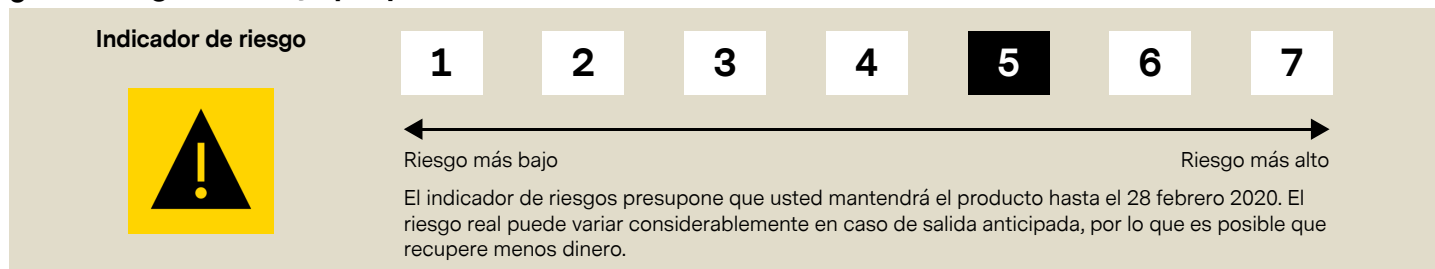 Indicador de riesgo
1 2 3 4 5 6 7
Riesgo más bajo Riesgo más alto
El indicador de riesgos presupone que usted mantendrá el producto hasta el 28 febrero 2020. El
riesgo real puede variar considerablemente en caso de salida anticipada, por lo que es posible que
recupere menos dinero.